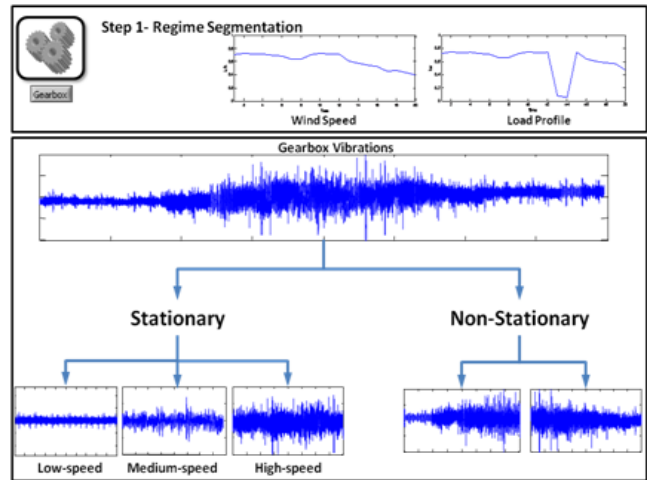 Step 1- Regime Segmentation
Gearbox
Wind Speed
Load Profile
Gearbox Vibrations
Stationary
Non-Stationary
Low-speed
Medium-speed
High-speed